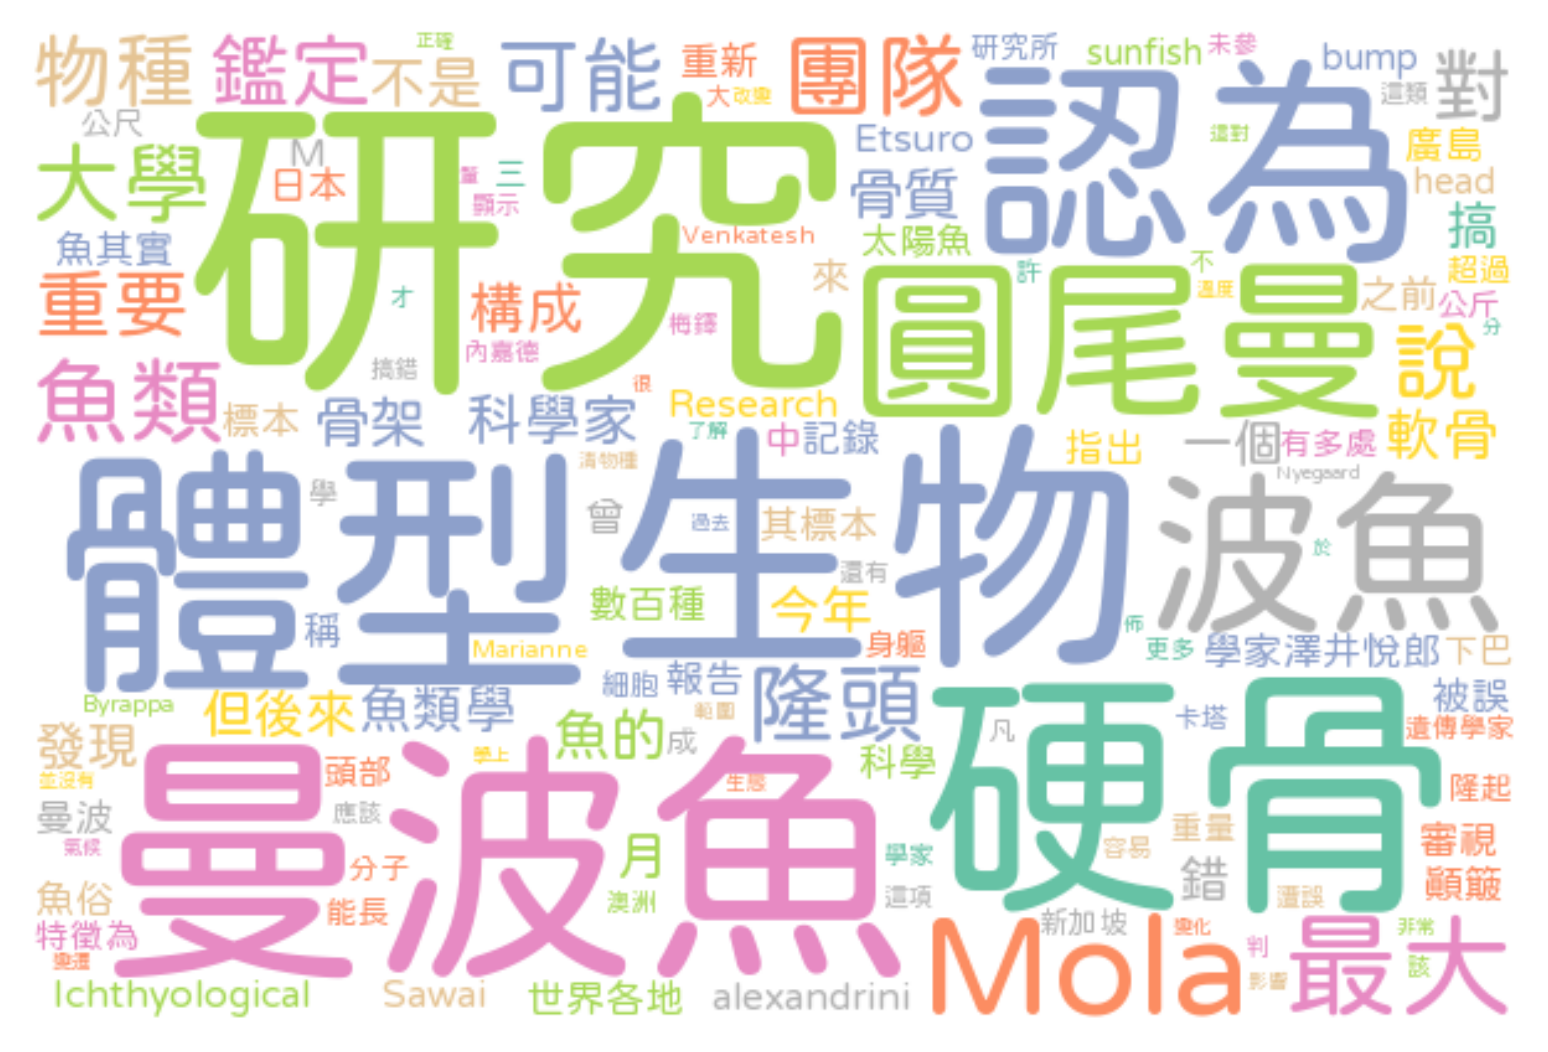 正確
物種
鑑定
不是
可能
重新
團隊
研究所
sunfish
未參
bump
對
公尺
大
改變
這類
認為
研究
M
Etsuro
這對
廣島
大學
日本
三
顯示
骨質
head
搞
魚其實
Venkatesh
太陽魚
超過
重要
才
構成
來
許
不
溫度
之前
公斤
圓尾曼
梅鐸
內嘉德
分
說
魚類
搞錯
很
標本
骨架
科學家
Research
了解
中
記錄
指出
一個
有多處
軟骨
清物種
Nyegaard
體型
學
生物
曾
過去
其標本
波魚
於
還有
數百種
今年
稱
Marianne
身軀
佈
更多
學家澤井悅郎
下巴
細胞
報告
隆頭
硬骨
被誤
Byrappa
但後來
魚類學
範圍
魚的
成
凡
卡塔
遺傳學家
發現
學上
科學
並沒有
頭部
生態
隆起
曼波魚
曼波
應該
重量
氣候
月
學家
容易
審視
分子
錯
魚俗
澳洲
這項
遭誤
顛簸
能長
特徵為
新加坡
變化
判
非常
變遷
Mola
最大
該
影響
Ichthyological
Sawai
世界各地
alexandrini